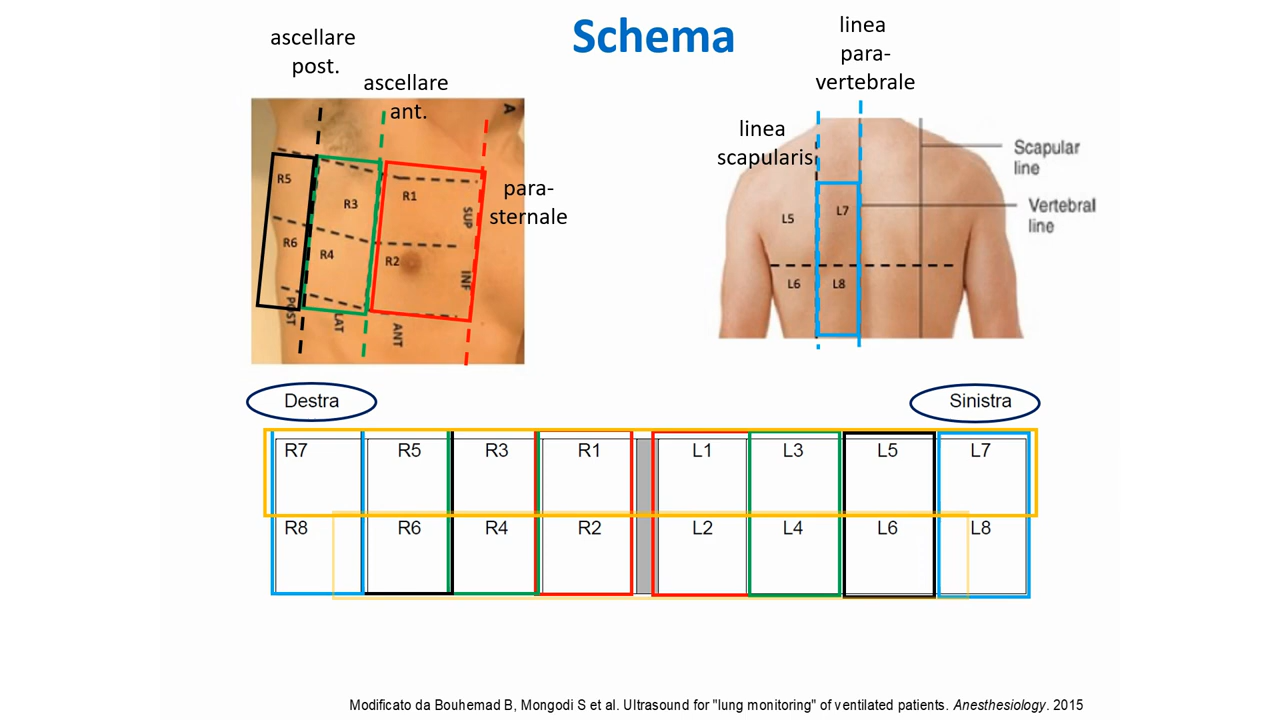 Schema
ascellare
post.
ascellare
ant.
A
R5
R3
R1
SUP
R6
R4
R2
INF
POST
LAT
ANT
para-
sternale
linea
para-
vertebrale
linea
scapularis
Scapular
line
Vertebral
line
L5
L7
L6
L8
Destra
Sinistra
R7 R5 R3 R1 L1 L3 L5 L7
R8 R6 R4 R2 L2 L4 L6 L8
Modificato da Bouhemad B, Mongodi S et al. Ultrasound for "lung monitoring" of ventilated patients. Anesthesiology. 2015